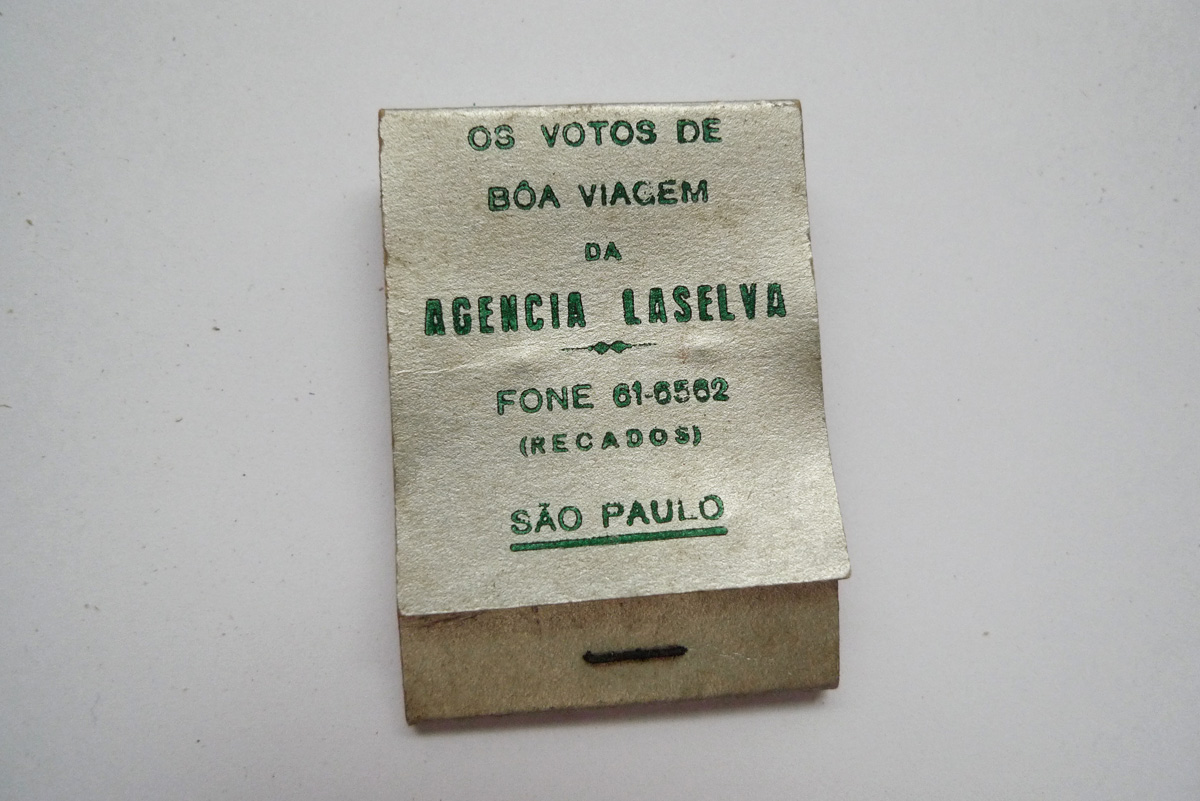 OS VOTOS DE
BÔA VIAGEM
DA
AGENCIA LASELVA
FONE 61-6562
(RECADOS)
SÃO PAULO